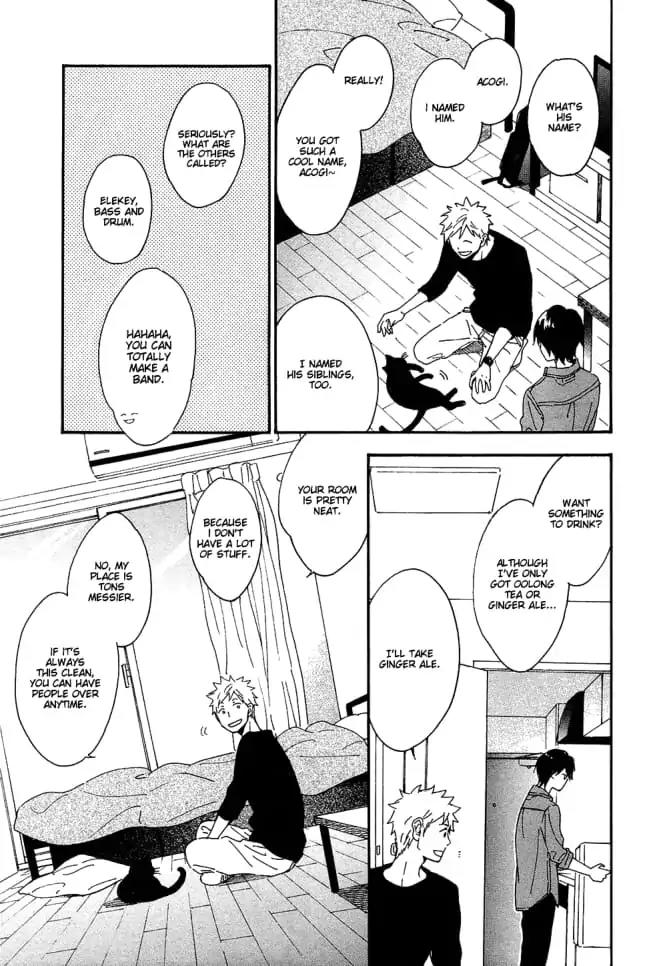 WHAT'S
HIS
NAME?
ACOGI.
I NAMED
HIM.
REALLY!
YOU GOT
SUCH A
COOL NAME,
ACOGI~
I NAMED
HIS SIBLINGS,
TOO.
SERIOUSLY?
WHAT ARE
THE OTHERS
CALLED?
ELEKEY,
BASS AND
DRUM.
HAHAHA,
YOU CAN
TOTALLY
MAKE A
BAND.
WANT
SOMETHING
TO DRINK?
ALTHOUGH
I'VE ONLY
GOT OOLONG
TEA OR
GINGER ALE...
I'LL TAKE
GINGER ALE.
YOUR ROOM
IS PRETTY
NEAT.
BECAUSE
I DON'T
HAVE A LOT
OF STUFF.
NO, MY
PLACE IS
TONS
MESSIER.
IF IT'S
ALWAYS
THIS CLEAN,
YOU CAN HAVE
PEOPLE OVER
ANYTIME.